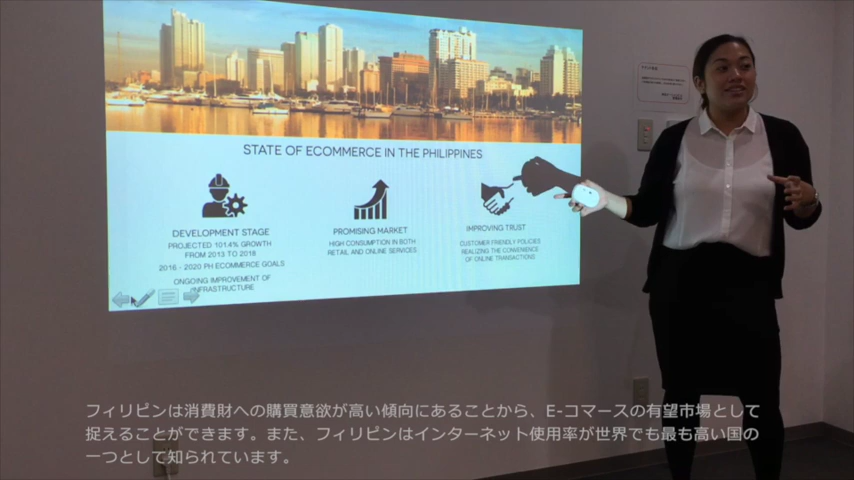 STATE OF ECOMMERCE IN THE PHILIPPINES
DEVELOPMENT STAGE
PROJECTED 101.4% GROWTH
FROM 2013 TO 2018
2016 - 2020 PH ECOMMERCE GOALS
ONGOING IMPROVEMENT OF
INFRASTRUCTURE
PROMISING MARKET
HIGH CONSUMPTION IN BOTH
RETAIL AND ONLINE SERVICES
IMPROVING TRUST
CUSTOMER FRIENDLY POLICIES
REALIZING THE CONVENIENCE
OF ONLINE TRANSACTIONS
フィリピンは消費財への購買意欲が高い傾向にあることから、E-コマースの有望市場として
捉えることができます。また、フィリピンはインターネット使用率が世界でも最も高い国の
一つとして知られています。